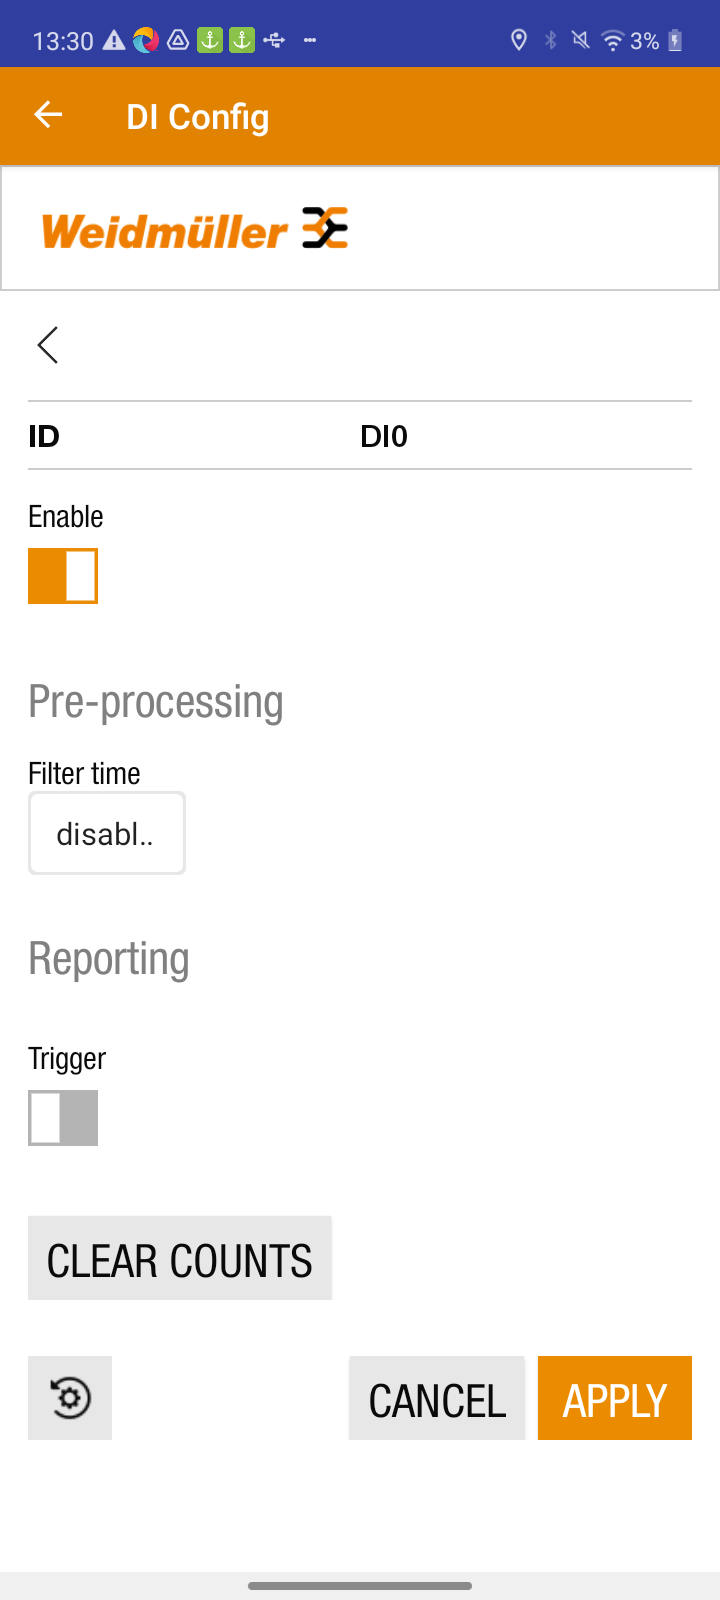 13:30 3%
DI Config
Weidmüller
ID DI0
Enable
Pre-processing
Filter time
disabl..
Reporting
Trigger
CLEAR COUNTS
CANCEL APPLY